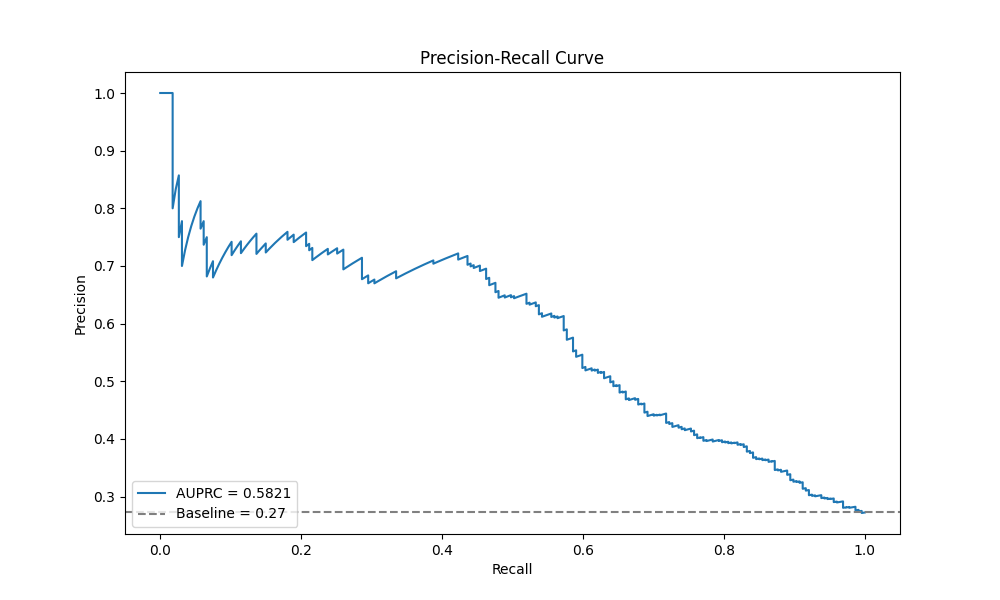 Precision-Recall Curve
Precision
1.0
0.9
0.8
0.7
0.6
0.5
0.4
0.3
AUPRC = 0.5821
Baseline = 0.27
0.0 0.2 0.4 0.6 0.8 1.0
Recall